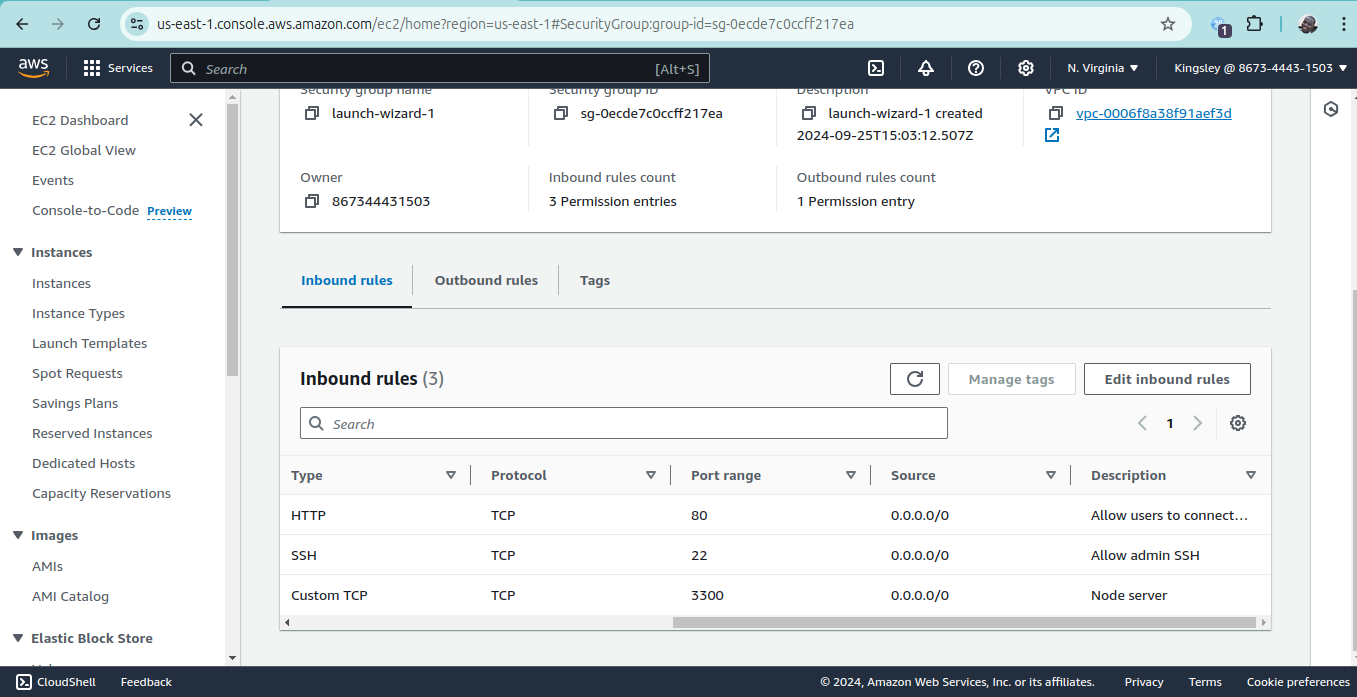 us-east-1.console.aws.amazon.com/ec2/home?region=us-east-1#SecurityGroup:group-id=sg-0ecde7c0ccff217ea
1
aws
Services
Search
[Alt+S]
N. Virginia
Kingsley @ 8673-4443-1503
EC2 Dashboard
EC2 Global View
Events
Console-to-Code Preview
Instances
Instances
Instance Types
Launch Templates
Spot Requests
Savings Plans
Reserved Instances
Dedicated Hosts
Capacity Reservations
Images
AMIs
AMI Catalog
Elastic Block Store
Security group name
launch-wizard-1
Security group ID
sg-0ecde7c0ccff217ea
Description
launch-wizard-1 created
2024-09-25T15:03:12.507Z
VPC ID
vpc-0006f8a38f91aef3d
Owner
867344431503
Inbound rules count
3 Permission entries
Outbound rules count
1 Permission entry
Inbound rules
Outbound rules
Tags
Inbound rules (3)
Manage tags
Edit inbound rules
Search
1
Type Protocol Port range Source Description
HTTP TCP 80 0.0.0.0/0 Allow users to connect...
SSH TCP 22 0.0.0.0/0 Allow admin SSH
Custom TCP TCP 3300 0.0.0.0/0 Node server
CloudShell Feedback © 2024, Amazon Web Services, Inc. or its affiliates. Privacy Terms Cookie preferences